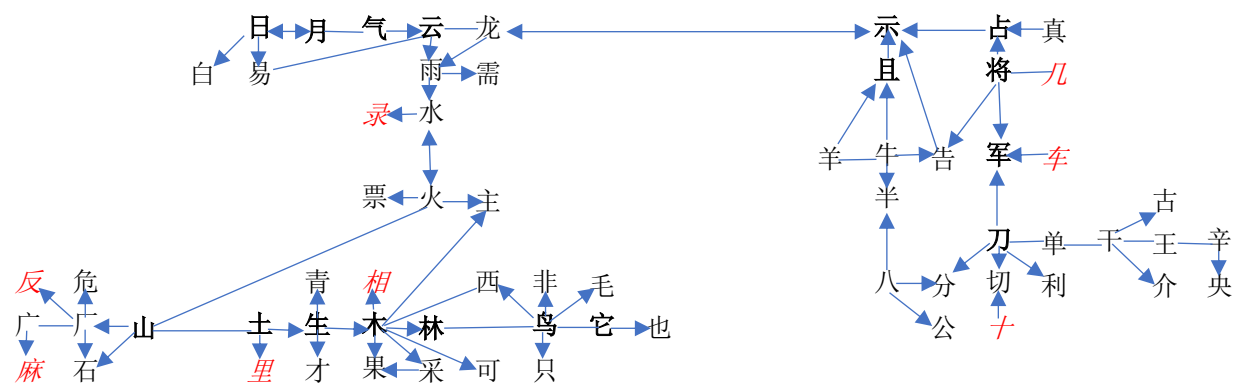 日 月 气 云 龙 示 占 真
白 易 雨 需 且 将 几
录 水
羊 牛 告 军 车
票 火 主 半 古
刀 单 干 王 辛
反 危 青 相 西 非 毛 八 分 切 利 介 央
广 厂 山 土 生 木 林 鸟 它 也 公 十
麻 石 里 才 果 采 可 只